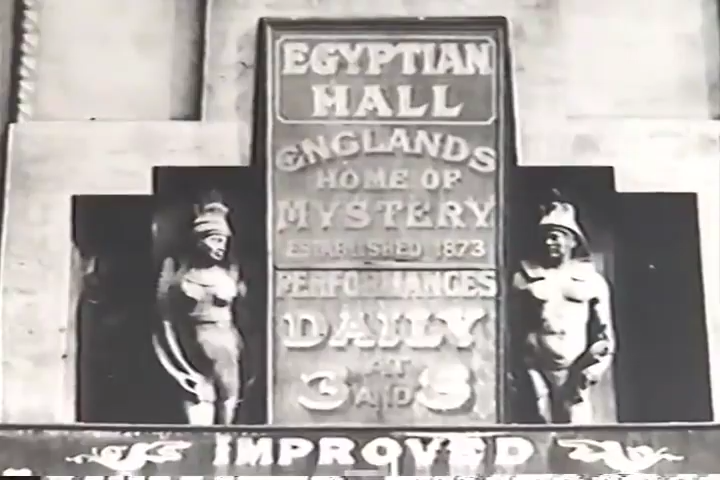 EGYPTIAN
HALL
ENGLANDS
HOME OF
MYSTERY
ESTABLISHED 1873
PERFORMANCES
DAILY
AT
3 AND 8
IMPROVED